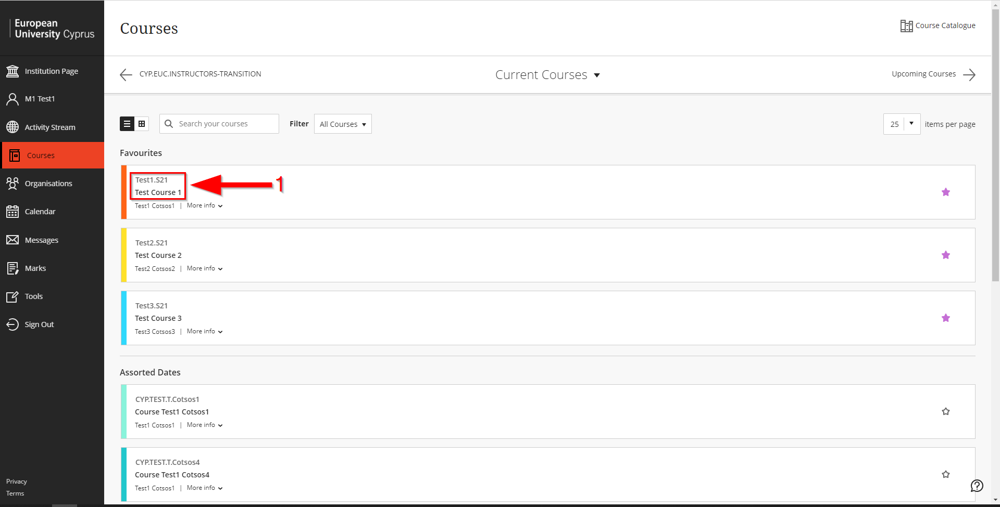 European
University Cyprus
Institution Page
M1 Test1
Activity Stream
Courses
Organisations
Calendar
Messages
Marks
Tools
Sign Out
Privacy
Terms
Courses
Course Catalogue
CYP.EUC.INSTRUCTORS-TRANSITION
Current Courses
Upcoming Courses
Search your courses
Filter
All Courses
25
items per page
Favourites
Test1.S21
Test Course 1
1
Test1 Cotsos1 | More info
Test2.S21
Test Course 2
Test2 Cotsos2 | More info
Test3.S21
Test Course 3
Test3 Cotsos3 | More info
Assorted Dates
CYP.TEST.T.Cotsos1
Course Test1 Cotsos1
Test1 Cotsos1 | More info
CYP.TEST.T.Cotsos4
Course Test1 Cotsos4
Test1 Cotsos1 | More info
?